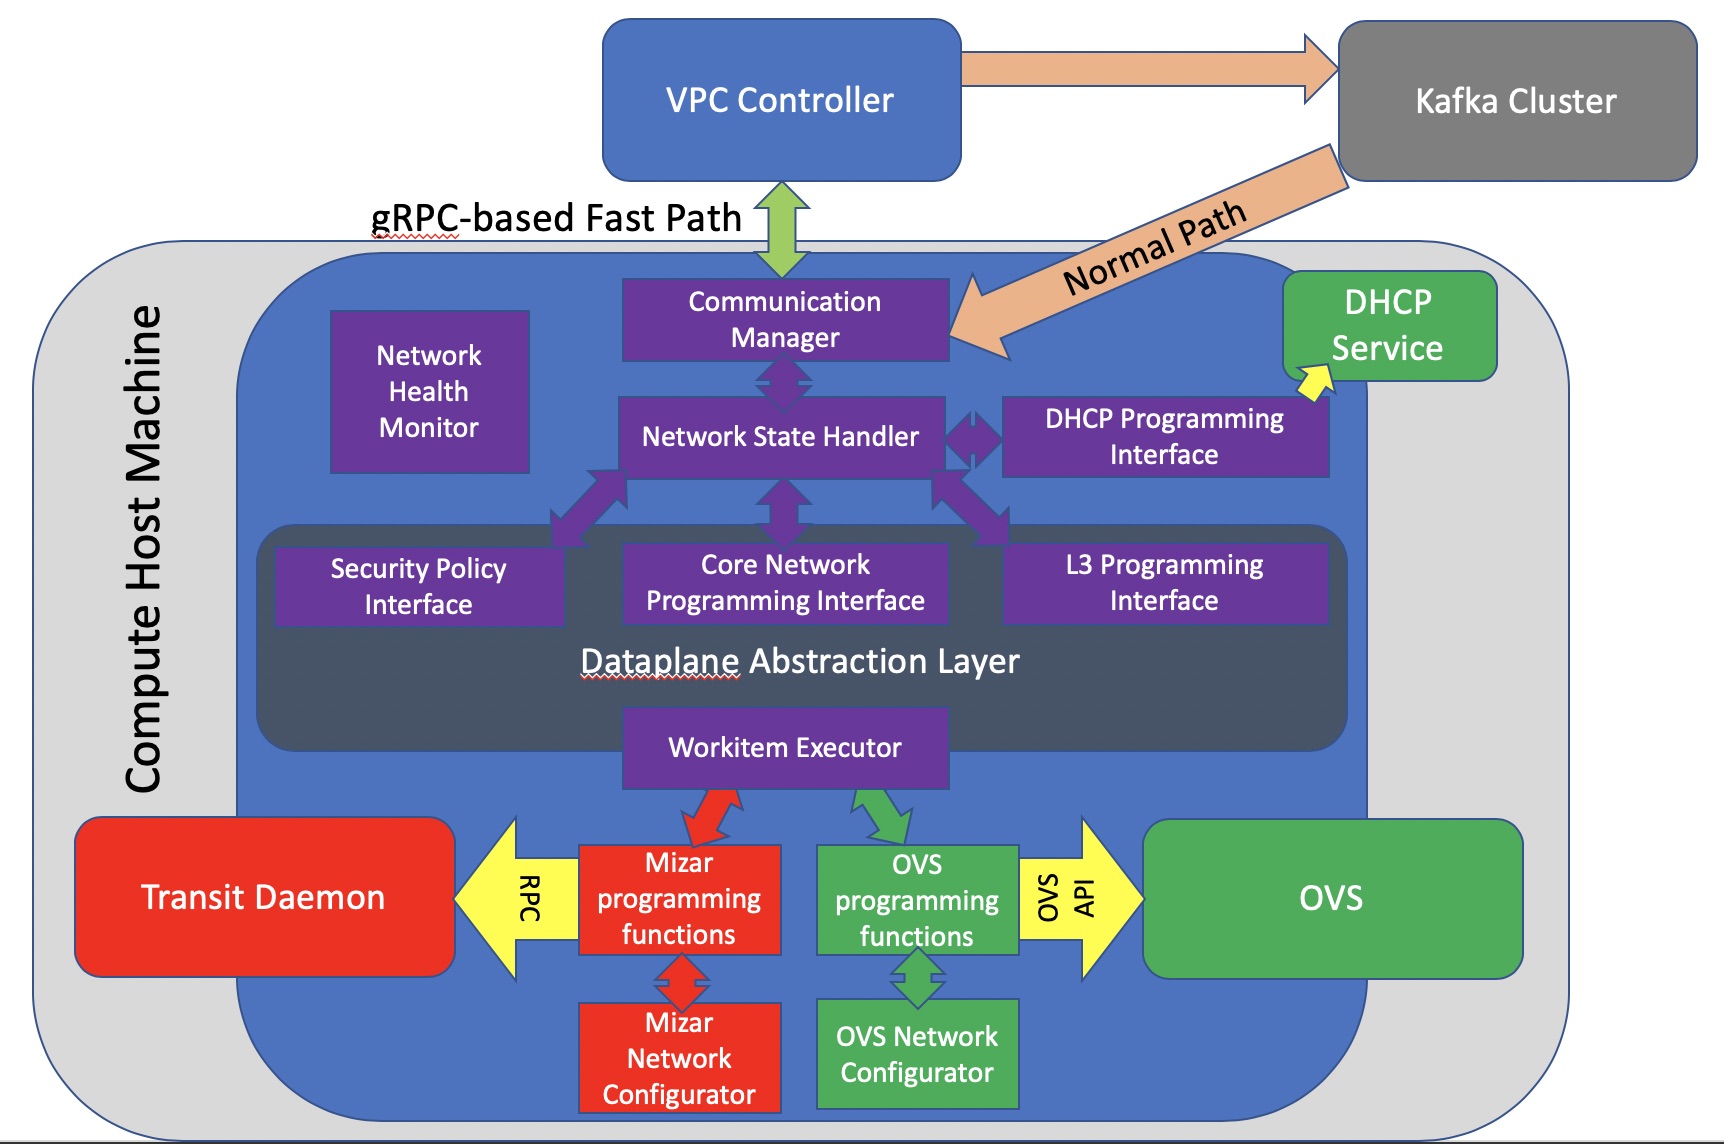 VPC Controller
Kafka Cluster
gRPC-based Fast Path
Normal Path
Compute Host Machine
Communication
Manager
DHCP
Service
Network
Health
Monitor
Network State Handler
DHCP Programming
Interface
Security Policy
Interface
Core Network
Programming Interface
L3 Programming
Interface
Dataplane Abstraction Layer
Workitem Executor
Transit Daemon
RPC
Mizar
programming
functions
OVS
programming
functions
OVS
API
OVS
Mizar
Network
Configurator
OVS Network
Configurator